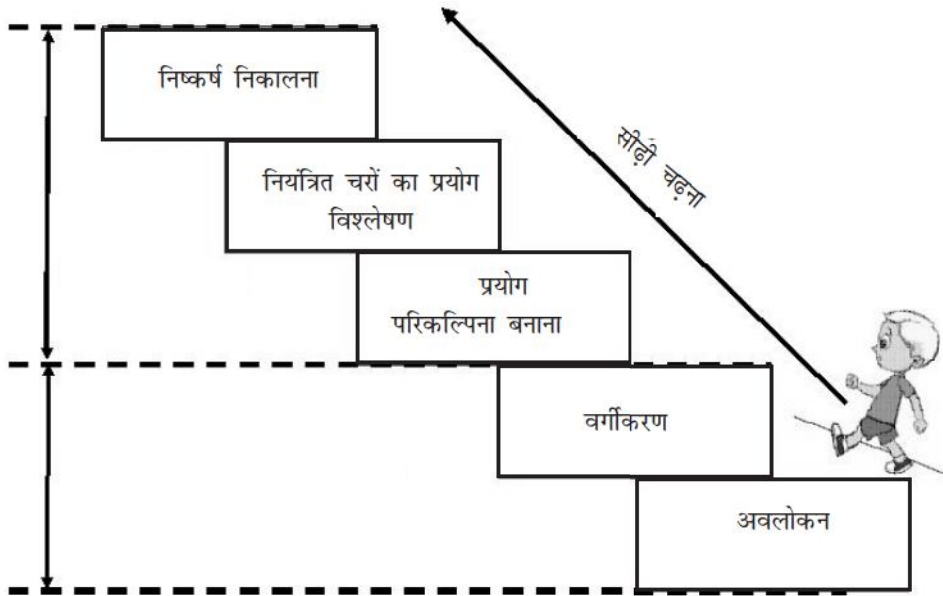 निष्कर्ष निकालना
सीढ़ी चढ़ना
नियंत्रित चरों का प्रयोग
विश्लेषण
प्रयोग
परिकल्पिना बनाना
वर्गीकरण
अवलोकन